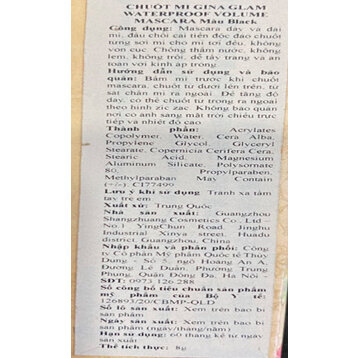 CHUỐT MI GINA GLAM
WATERPROOF VOLUME
MASCARA Màu Black
Công dụng: Mascara dày và dài
mi, đầu chổi cải tiến độc đáo chuốt
từng sợi mi cho mi tơi đều, không
con cục. Chống thấm nước, không
lem, không trôi, dễ tẩy trang và an
toàn với kính áp tròng.
Hướng dẫn sử dụng và bảo
quản: Bấm mi trước khi chuốt
mascara, chuốt từ dưới lên trên, từ
sát chân mi ra ngoài. Để tăng độ
dày, có thể chuốt từ trong ra ngoài
theo hình zic zac. Không bảo quản
nơi có ánh sáng mặt trời chiếu trực
tiếp và nhiệt độ cao
Thành phần: Acrylates
Copolymer, Water, Cera Alba,
Propylene Glycol, Glyceryl
Stearate, Copernicia Cerifera Cera,
Stearic Acid, Magnesium
Aluminum Silicate, Polysornate
80, Propylparaben,
Methylparaben May Contain
(+/-), CI77499
Lưu ý khi sử dụng Tránh xa tầm
tay trẻ em
Xuất xứ: Trung Quốc
Nhà sản xuất: Guangzhou
Shangzhuang Cosmetics Co., Ltd –
No.1 YingChun Road, Jinghu
Industrial Xinya street, Huadu
district, Guangzhou, China
Nhập khẩu và phân phối: Công
ty Cổ phần Mỹ phẩm Quốc tế Thùy
Dung - Số 5, ngõ Hoàng An A,
Đường Lê Duẩn, Phường Trung
Phụng, Quận Đống Đa, Hà Nội -
SĐT: 0973 126 288
Số công bố tiêu chuẩn sản phẩm
mỹ phẩm của Bộ Y tế:
126893/20/CBMP-QLD
Số lô sản xuất: Xem trên bao bì
sản phẩm
Ngày sản xuất: Xem trên bao bì
sản phẩm (ngày/tháng/năm)
Hạn sử dụng: 60 tháng kể từ ngày
sản xuất
Thể tích thực: 8g